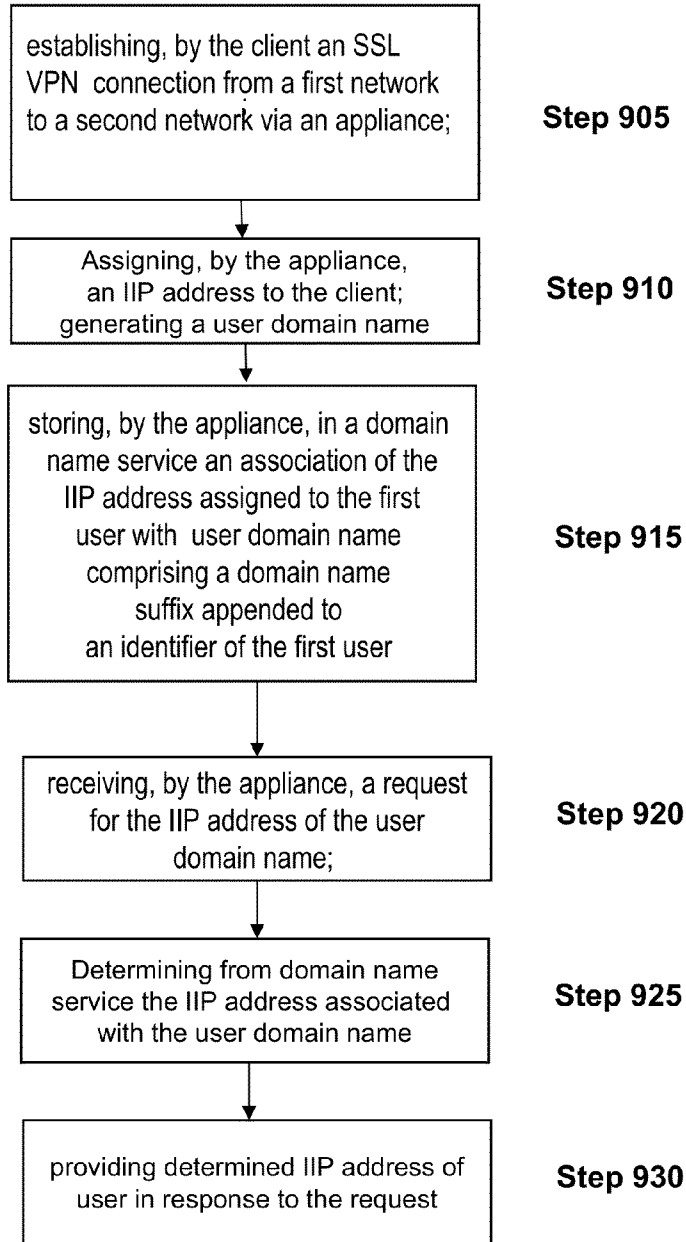 establishing, by the client an SSL
VPN connection from a first network
to a second network via an appliance;
Step 905
Assigning, by the appliance,
an IIP address to the client;
generating a user domain name
Step 910
storing, by the appliance, in a domain
name service an association of the
IIP address assigned to the first
user with user domain name
comprising a domain name
suffix appended to
an identifier of the first user
Step 915
receiving, by the appliance, a request
for the IIP address of the user
domain name;
Step 920
Determining from domain name
service the IIP address associated
with the user domain name
Step 925
providing determined IIP address of
user in response to the request
Step 930